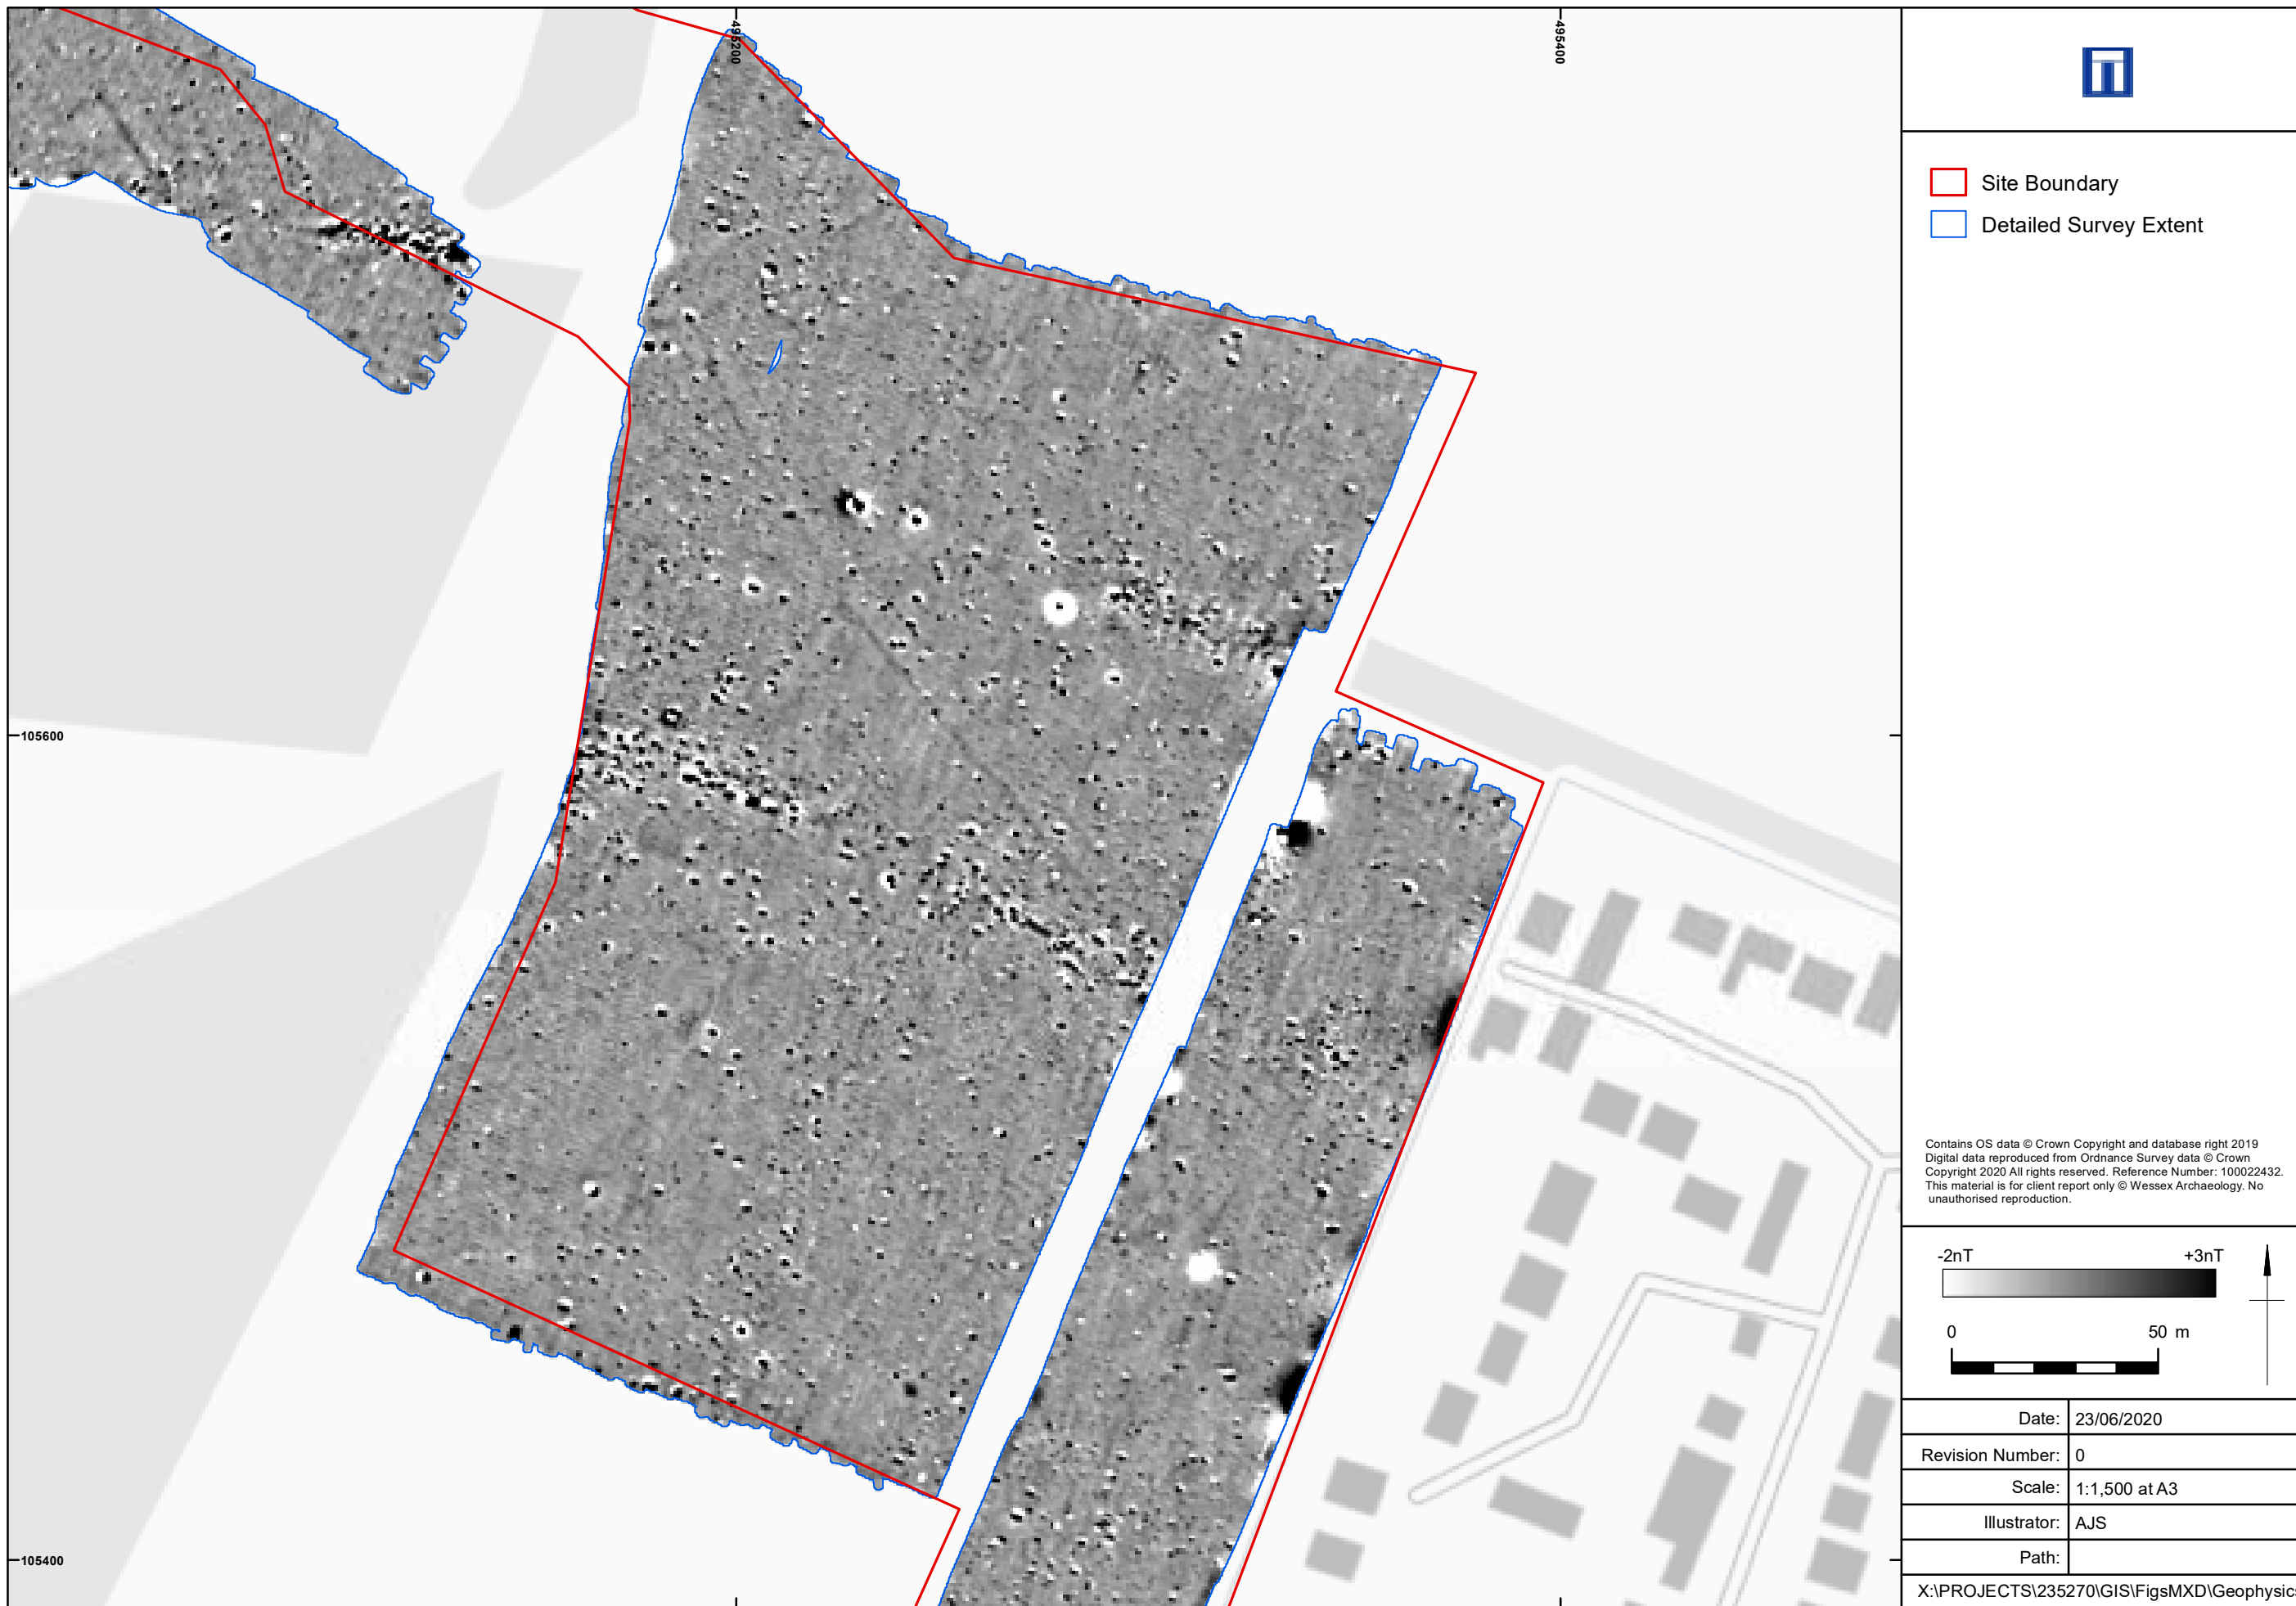 495200
495400
105600
105400
Site Boundary
Detailed Survey Extent
Contains OS data © Crown Copyright and database right 2019
Digital data reproduced from Ordnance Survey data © Crown
Copyright 2020 All rights reserved. Reference Number: 100022432.
This material is for client report only © Wessex Archaeology. No
unauthorised reproduction.
-2nT +3nT
0 50 m
Date: 23/06/2020
Revision Number: 0
Scale: 1:1,500 at A3
Illustrator: AJS
Path:
X:\PROJECTS\235270\GIS\FigsMXD\Geophysics